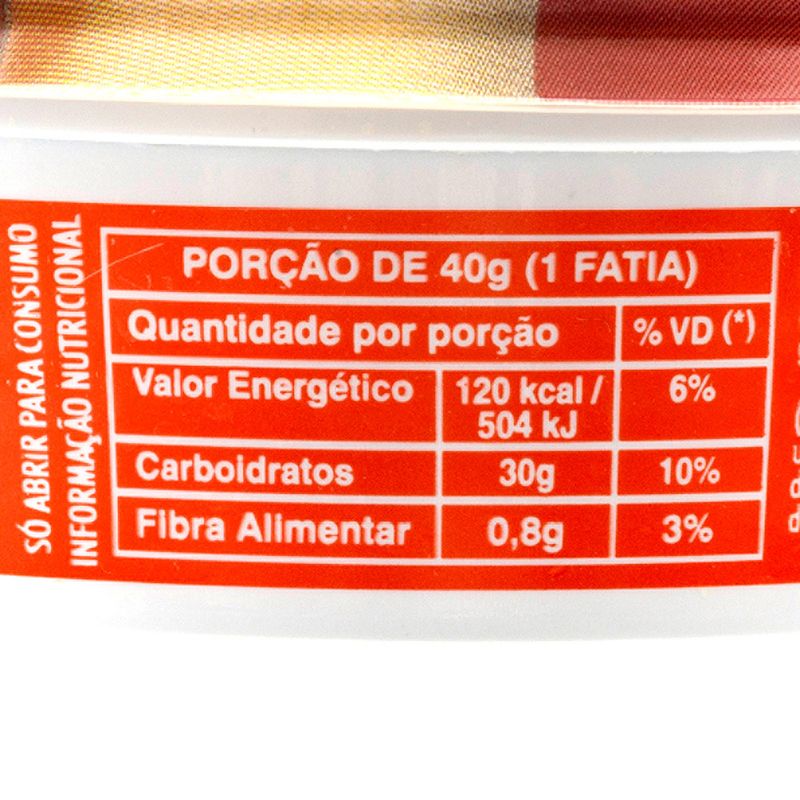 SÓ ABRIR PARA CONSUMO
INFORMAÇÃO NUTRICIONAL
PORÇÃO DE 40g (1 FATIA)
Quantidade por porção % VD (*)
Valor Energético 120 kcal / 504 kJ 6%
Carboidratos 30g 10%
Fibra Alimentar 0,8g 3%